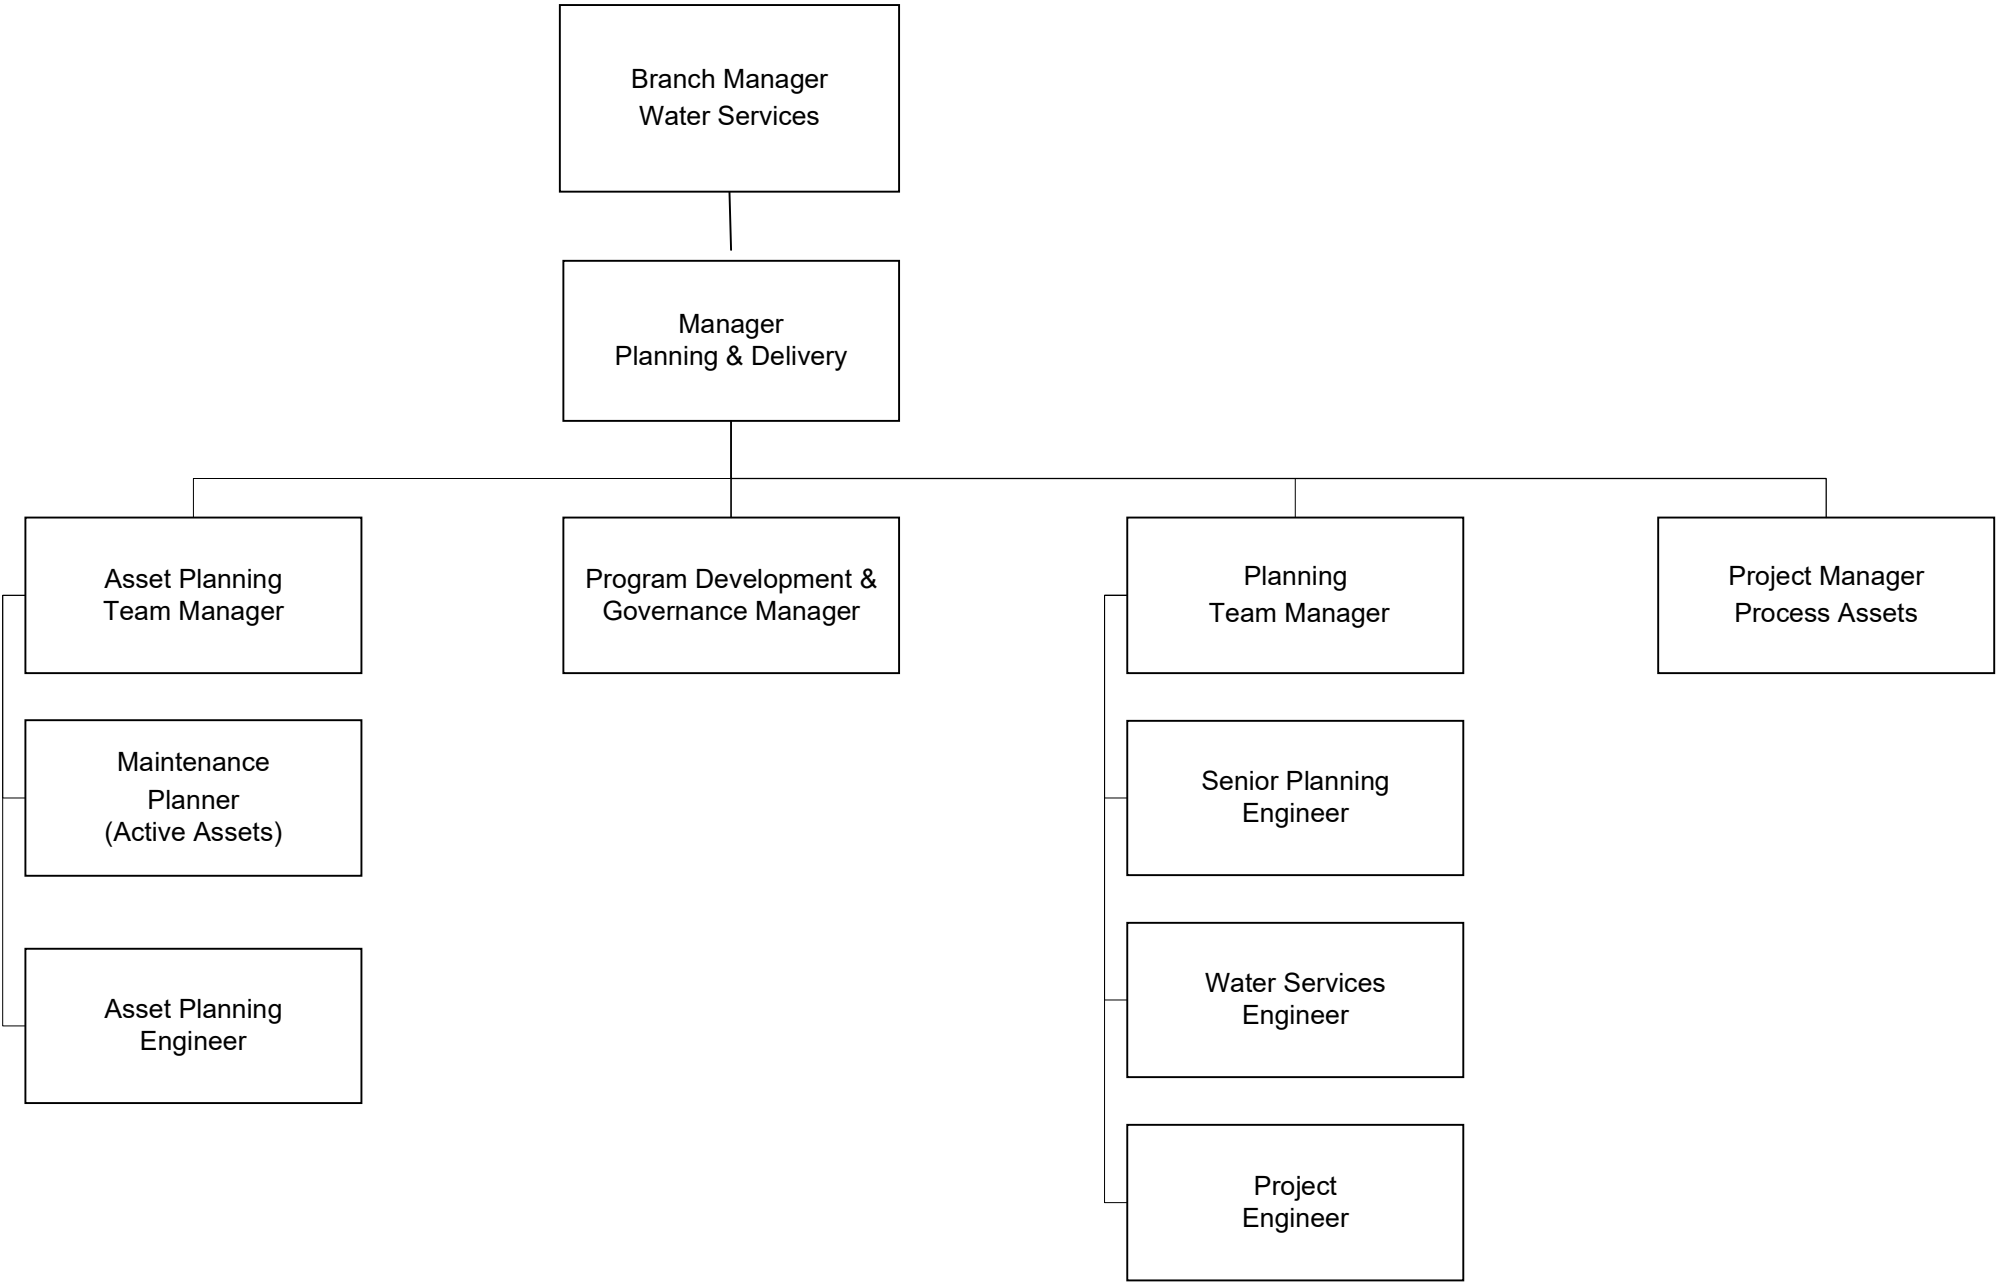 Branch Manager
Water Services
Manager
Planning & Delivery
Asset Planning
Team Manager
Program Development &
Governance Manager
Planning
Team Manager
Project Manager
Process Assets
Maintenance
Planner
(Active Assets)
Senior Planning
Engineer
Asset Planning
Engineer
Water Services
Engineer
Project
Engineer